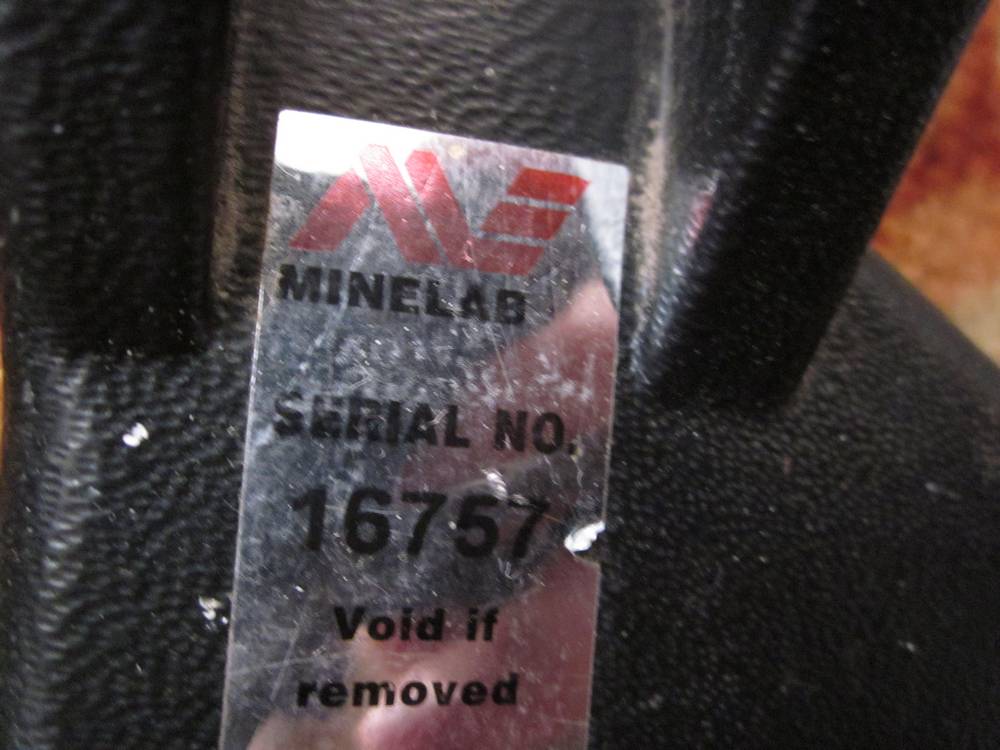 MINELAB
SERIAL NO.
16757
Void if
removed